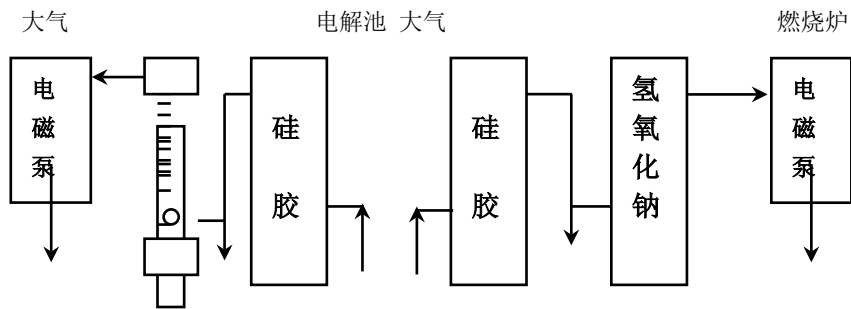 大气
电解池 大气
燃烧炉
电磁泵
硅胶
硅胶
氢氧化钠
电磁泵